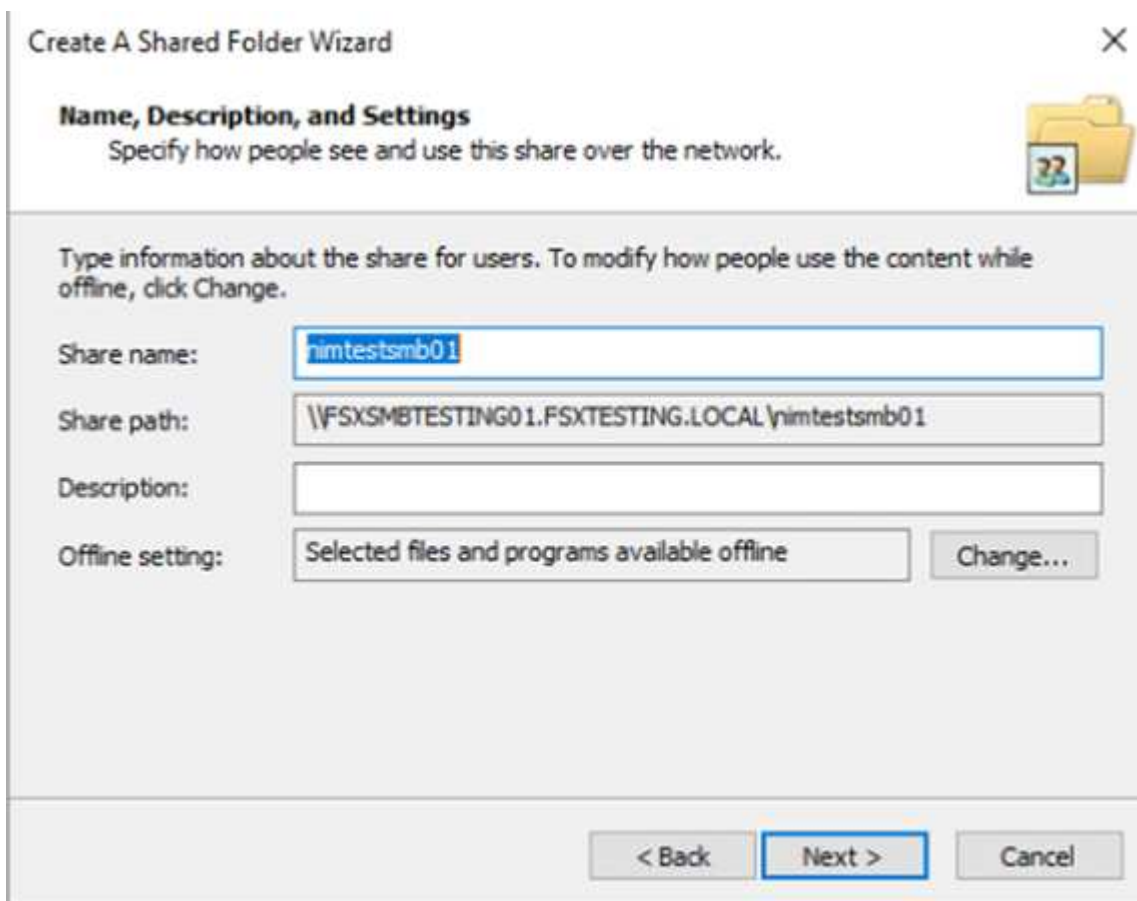 Create A Shared Folder Wizard
Name, Description, and Settings
Specify how people see and use this share over the network.
Type information about the share for users. To modify how people use the content while
offline, click Change.
Share name:
nimtestsmb01
Share path:
\\FSXSMBTESTING01.FSXTESTING.LOCAL\nimtestsmb01
Description:
Offline setting:
Selected files and programs available offline
Change...
< Back
Next >
Cancel